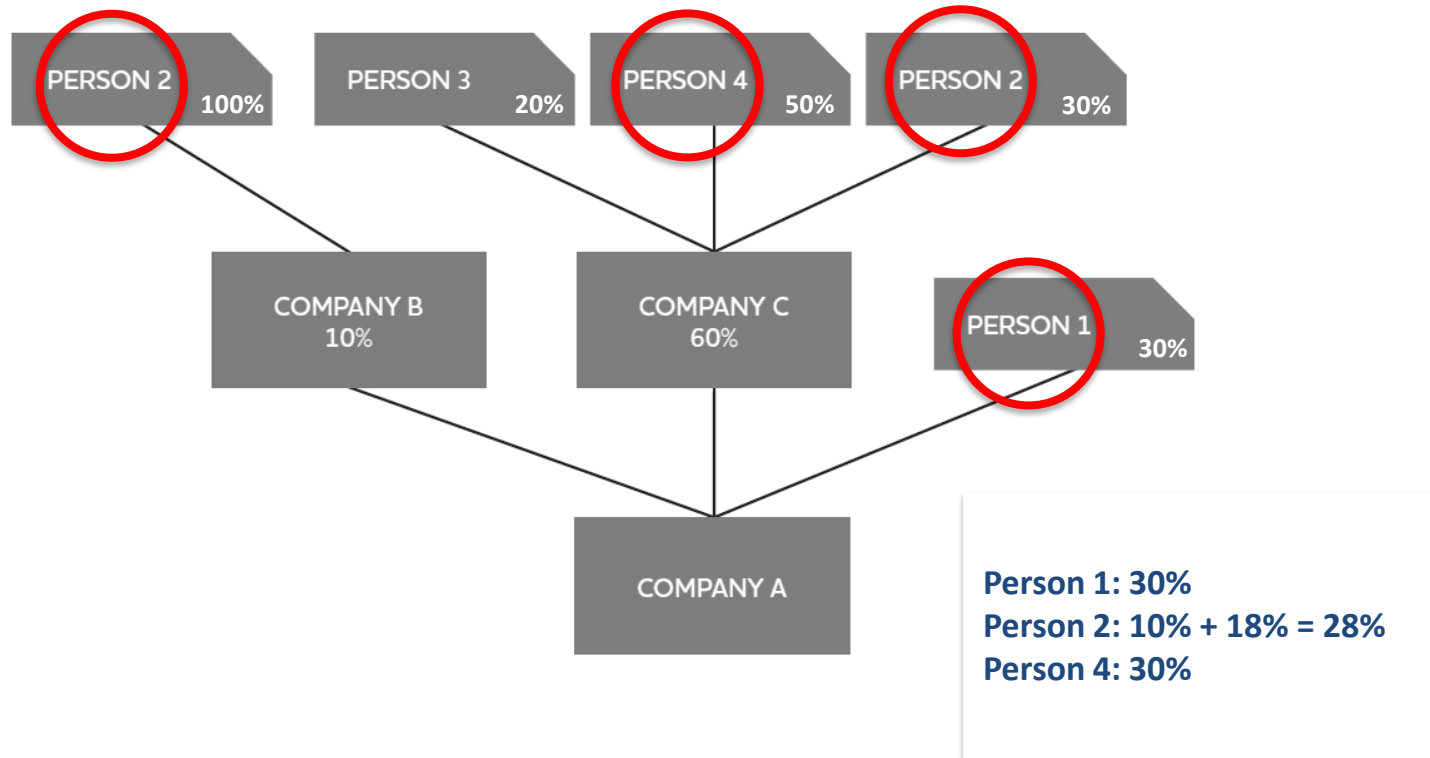 PERSON 2
100%
PERSON 3
20%
PERSON 4
50%
PERSON 2
30%
COMPANY B
10%
COMPANY C
60%
PERSON 1
30%
COMPANY A
Person 1: 30%
Person 2: 10% + 18% = 28%
Person 4: 30%